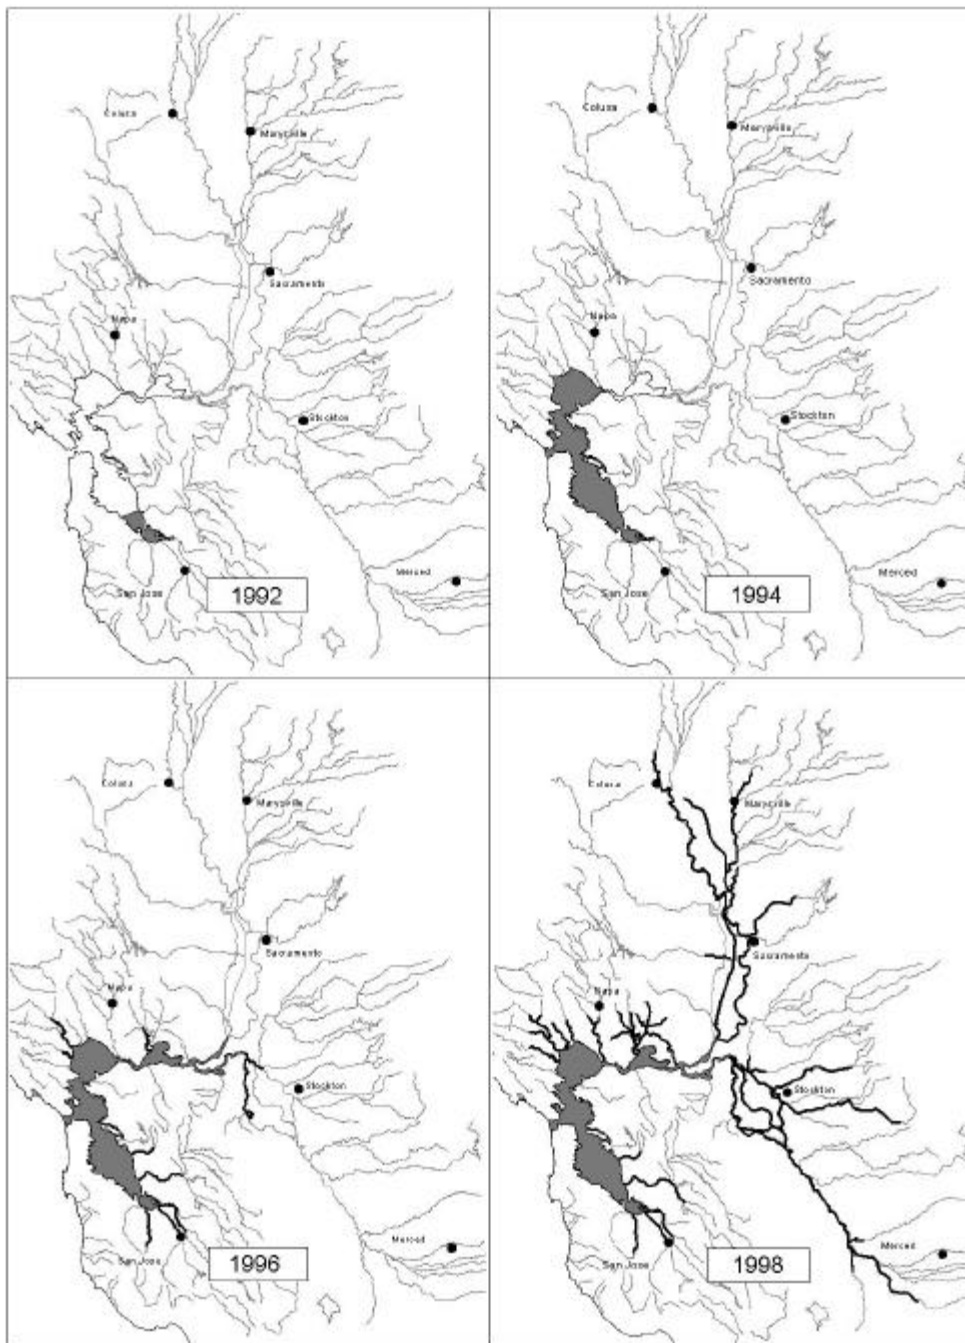 Colusa
Marysville
Sacramento
Napa
Stockton
Merced
San Jose
1992
Colusa
Marysville
Sacramento
Napa
Stockton
Merced
San Jose
1994
Colusa
Marysville
Sacramento
Napa
Stockton
Merced
San Jose
1996
Colusa
Marysville
Sacramento
Napa
Stockton
Merced
San Jose
1998